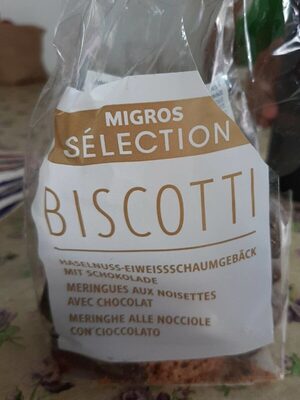 MIGROS
SÉLECTION
BISCOTTI
HASELNUSS-EIWEISSSCHAUMGEBÄCK
MIT SCHOKOLADE
MERINGUES AUX NOISETTES
AVEC CHOCOLAT
MERINGHE ALLE NOCCIOLE
CON CIOCCOLATO